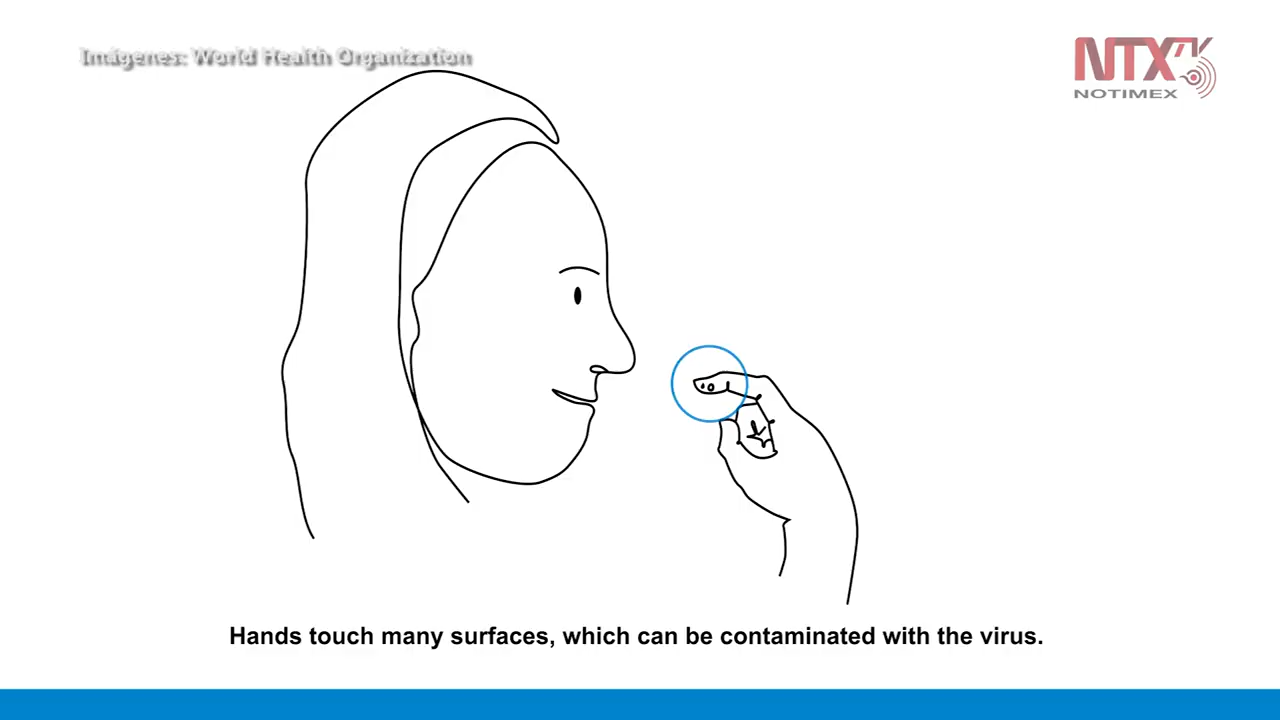 Imágenes: World Health Organization
NTX
NOTIMEX
Hands touch many surfaces, which can be contaminated with the virus.